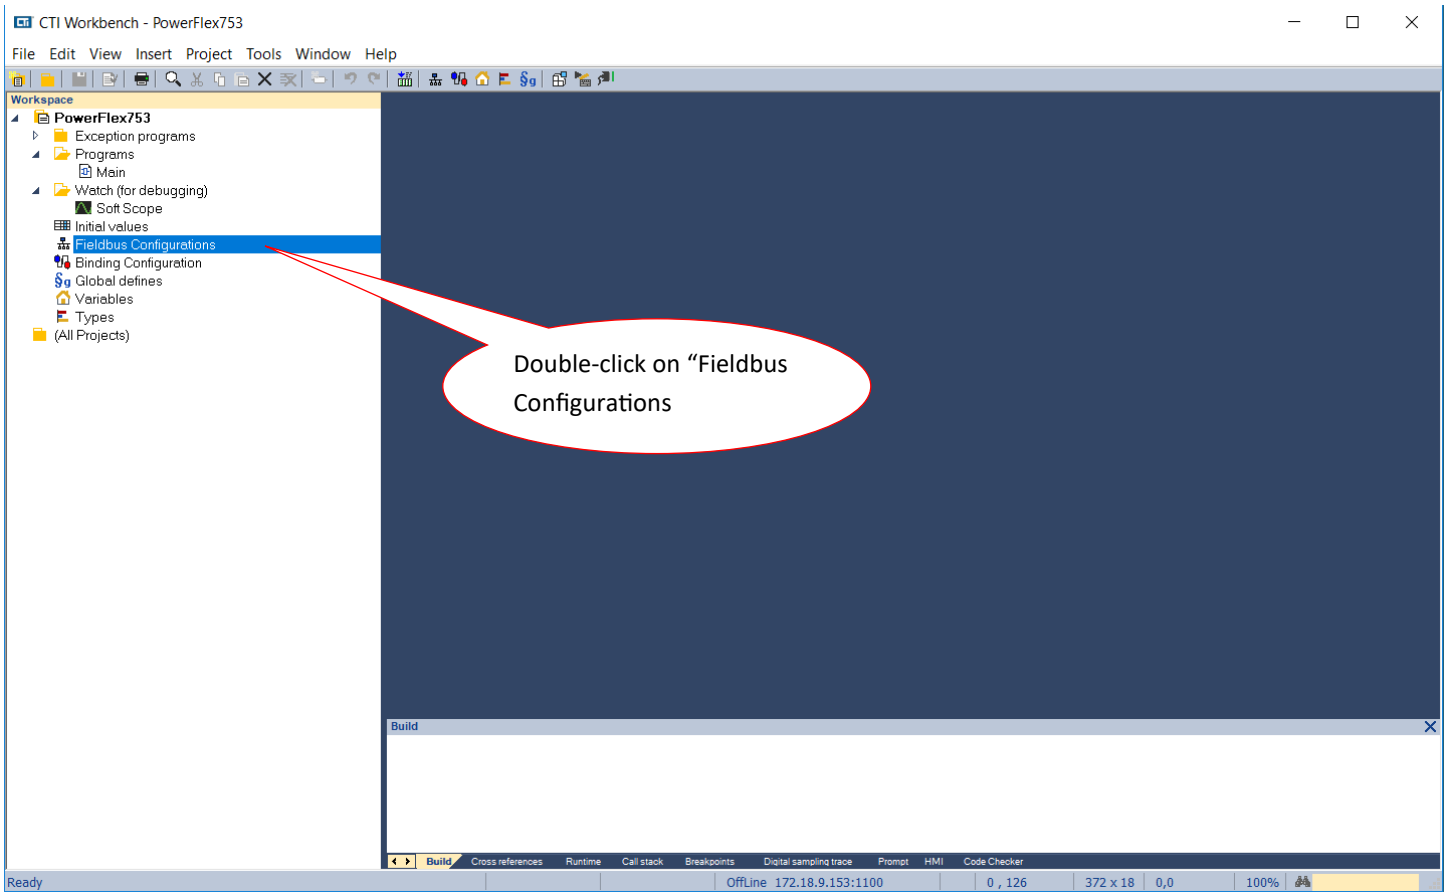 CTI Workbench - PowerFlex753
File Edit View Insert Project Tools Window Help
Workspace
PowerFlex753
Exception programs
Programs
Main
Watch (for debugging)
Soft Scope
Initial values
Fieldbus Configurations
Binding Configuration
Global defines
Variables
Types
(All Projects)
Double-click on “Fieldbus
Configurations
Build
Build Cross references Runtime Call stack Breakpoints Digital sampling trace Prompt HMI Code Checker
Ready OffLine 172.18.9.153:1100 0 , 126 372 x 18 0,0 100%